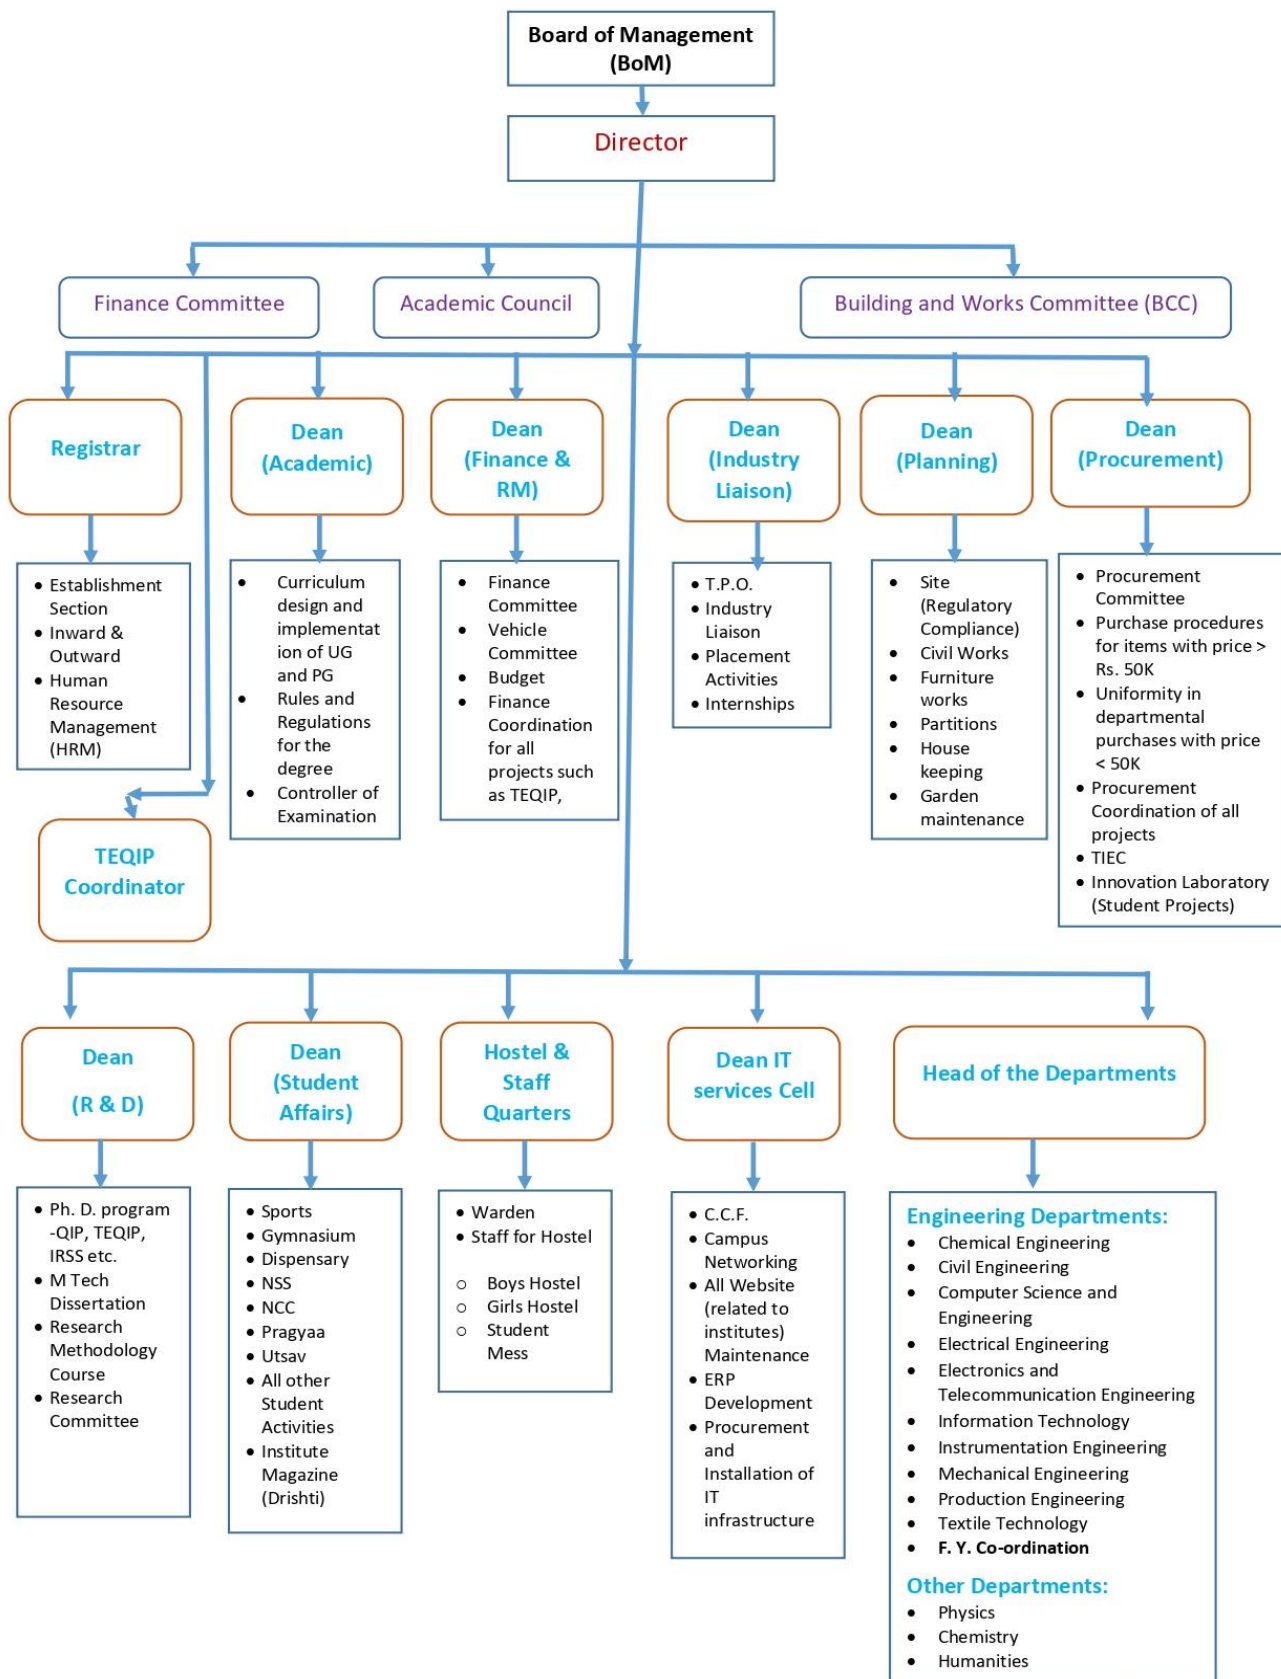 Board of Management
(BoM)
Director
Finance Committee
Academic Council
Building and Works Committee (BCC)
Registrar
Dean
(Academic)
Dean
(Finance &
RM)
Dean
(Industry
Liaison)
Dean
(Planning)
Dean
(Procurement)
• Establishment
Section
• Inward &
Outward
• Human
Resource
Management
(HRM)
• Curriculum
design and
implementat
ion of UG
and PG
• Rules and
Regulations
for the
degree
• Controller of
Examination
• Finance
Committee
• Vehicle
Committee
• Budget
• Finance
Coordination
for all
projects such
as TEQIP,
• T.P.O.
• Industry
Liaison
• Placement
Activities
• Internships
• Site
(Regulatory
Compliance)
• Civil Works
• Furniture
works
• Partitions
• House
keeping
• Garden
maintenance
• Procurement
Committee
• Purchase procedures
for items with price >
Rs. 50K
• Uniformity in
departmental
purchases with price
< 50K
• Procurement
Coordination of all
projects
• TIEC
• Innovation Laboratory
(Student Projects)
TEQIP
Coordinator
Dean
(R & D)
Dean
(Student
Affairs)
Hostel &
Staff
Quarters
Dean IT
services Cell
Head of the Departments
• Ph. D. program
-QIP, TEQIP,
IRSS etc.
• M Tech
Dissertation
• Research
Methodology
Course
• Research
Committee
• Sports
• Gymnasium
• Dispensary
• NSS
• NCC
• Pragyaa
• Utsav
• All other
Student
Activities
• Institute
Magazine
(Drishti)
• Warden
• Staff for Hostel
o Boys Hostel
o Girls Hostel
o Student
Mess
• C.C.F.
• Campus
Networking
• All Website
(related to
institutes)
Maintenance
• ERP
Development
• Procurement
and
Installation of
IT
infrastructure
Engineering Departments:
• Chemical Engineering
• Civil Engineering
• Computer Science and
Engineering
• Electrical Engineering
• Electronics and
Telecommunication Engineering
• Information Technology
• Instrumentation Engineering
• Mechanical Engineering
• Production Engineering
• Textile Technology
• F. Y. Co-ordination
Other Departments:
• Physics
• Chemistry
• Humanities